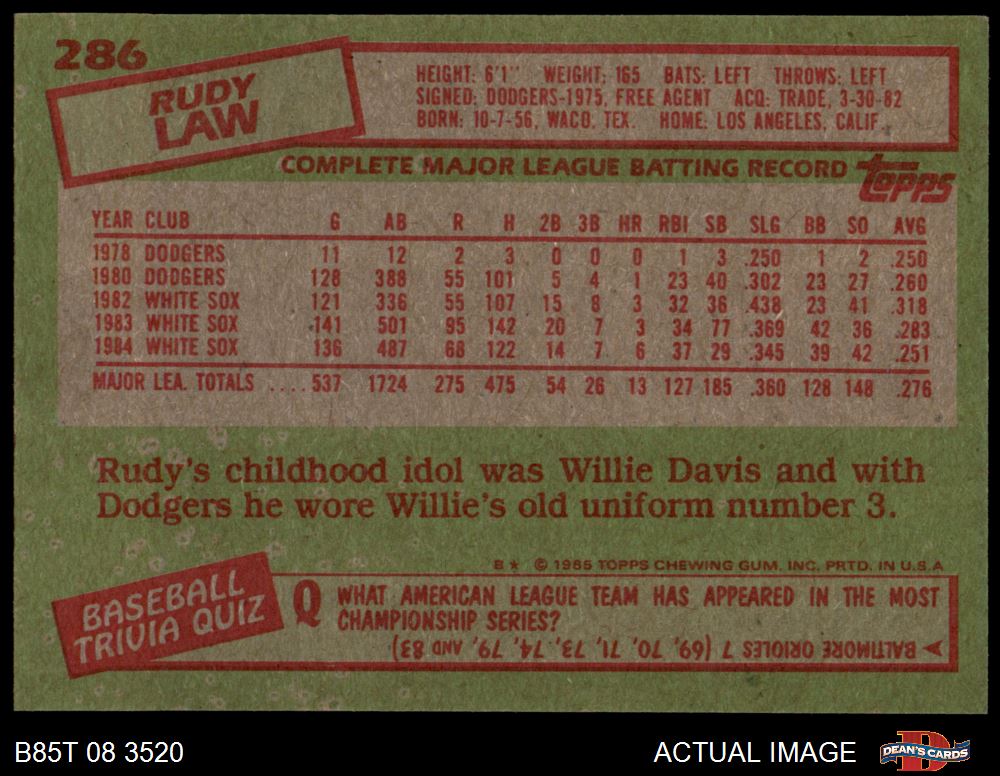 286
RUDY
LAW
HEIGHT: 6'1" WEIGHT: 165 BATS: LEFT THROWS: LEFT
SIGNED: DODGERS-1975, FREE AGENT ACQ: TRADE, 3-30-82
BORN: 10-7-56, WACO, TEX. HOME: LOS ANGELES, CALIF.
COMPLETE MAJOR LEAGUE BATTING RECORD
Topps
YEAR CLUB G AB R H 2B 3B HR RBI SB SLG BB SO AVG
1978 DODGERS 11 12 2 3 0 0 0 1 3 .250 1 2 .250
1980 DODGERS 128 388 55 101 5 4 1 23 40 .302 23 27 .260
1982 WHITE SOX 121 336 55 107 15 8 3 32 36 .438 23 41 .318
1983 WHITE SOX 141 501 95 142 20 7 3 34 77 .369 42 36 .283
1984 WHITE SOX 136 487 68 122 14 7 6 37 29 .345 39 42 .251
MAJOR LEA. TOTALS .... 537 1724 275 475 54 26 13 127 185 .360 128 148 .276
Rudy's childhood idol was Willie Davis and with
Dodgers he wore Willie's old uniform number 3.
B★ © 1985 TOPPS CHEWING GUM, INC. PRTD. IN U.S.A
BASEBALL
TRIVIA QUIZ
Q WHAT AMERICAN LEAGUE TEAM HAS APPEARED IN THE MOST
CHAMPIONSHIP SERIES?
BALTIMORE ORIOLES 7 (69, 70, 71, 73, 74, 79, AND 83)
B85T 08 3520
ACTUAL IMAGE
DEAN'S CARDS